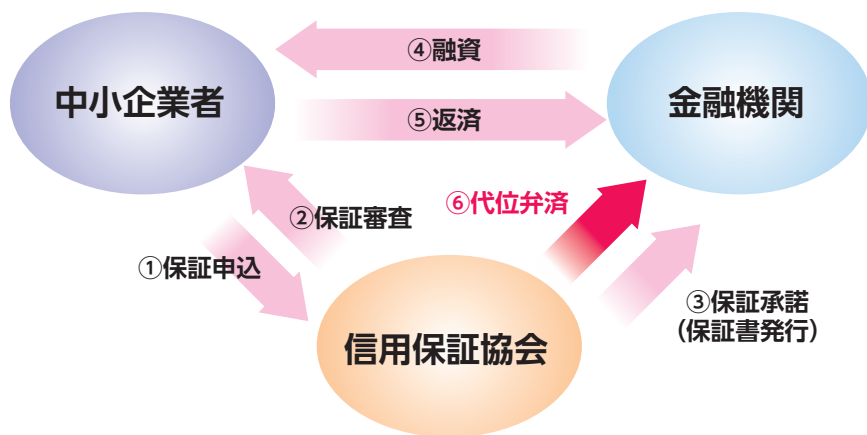 ④融資
中小企業者
金融機関
⑤返済
⑥代位弁済
②保証審査
①保証申込
③保証承諾
（保証書発行）
信用保証協会